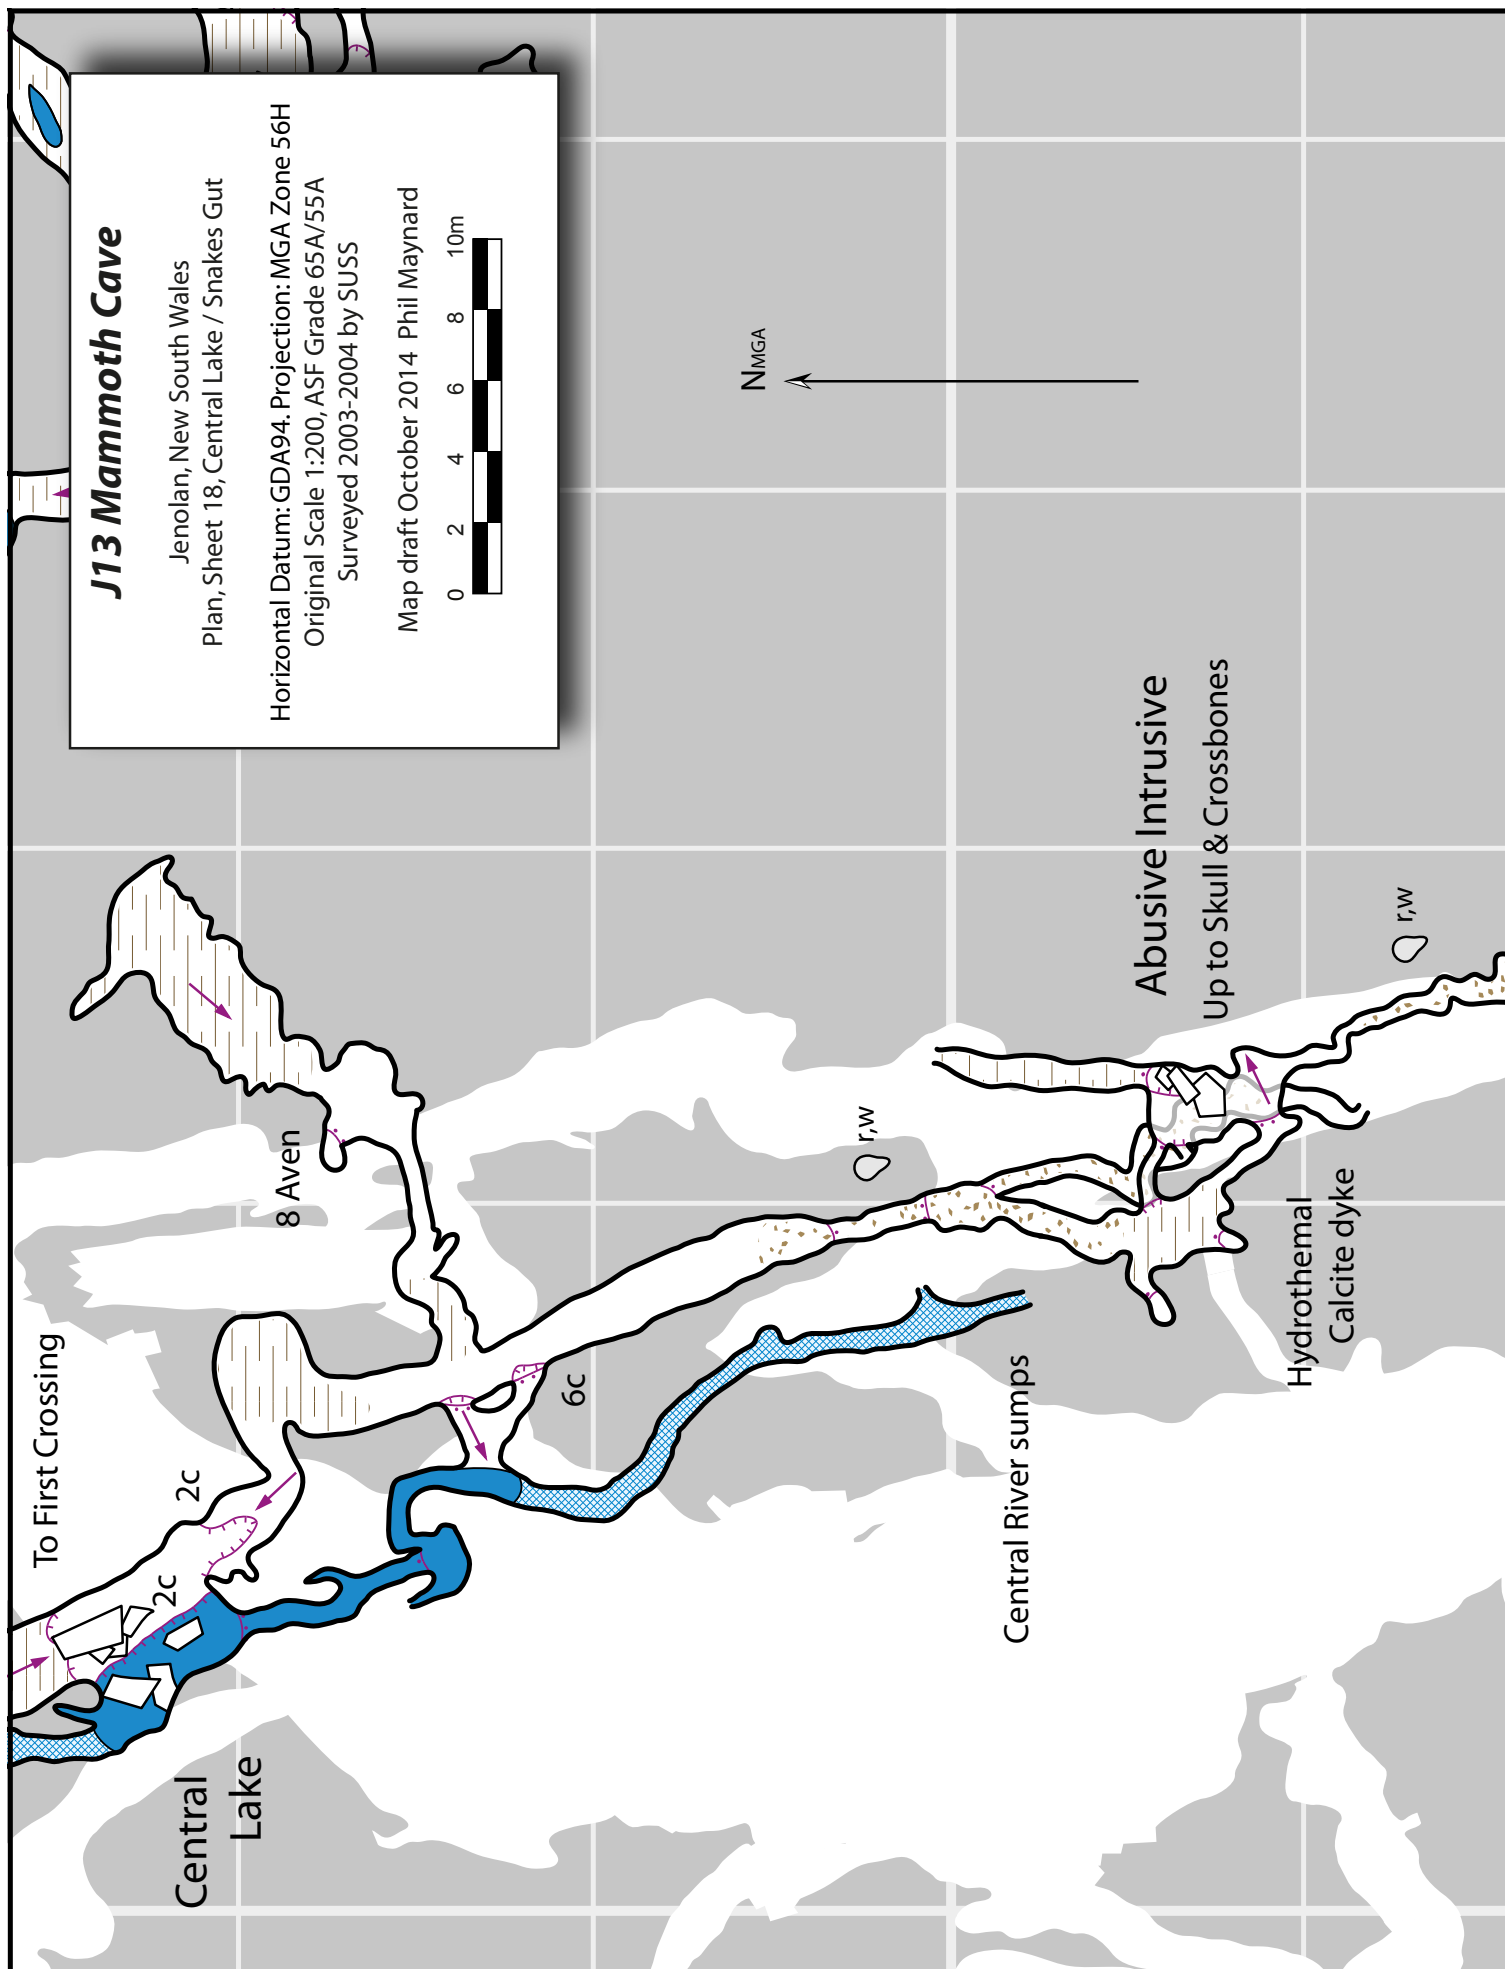 J13 Mammoth Cave
Jenolan, New South Wales
Plan, Sheet 18, Central Lake / Snakes Gut
Horizontal Datum: GDA94. Projection: MGA Zone 56H
Original Scale 1:200, ASF Grade 65A/55A
Surveyed 2003-2004 by SUSS
Map draft October 2014 Phil Maynard
0 2 4 6 8 10m
NMGA
To First Crossing
2c
2c
Central
Lake
8 Aven
6c
r,w
Central River sumps
Abusive Intrusive
Up to Skull & Crossbones
Hydrothemal
Calcite dyke
r,w